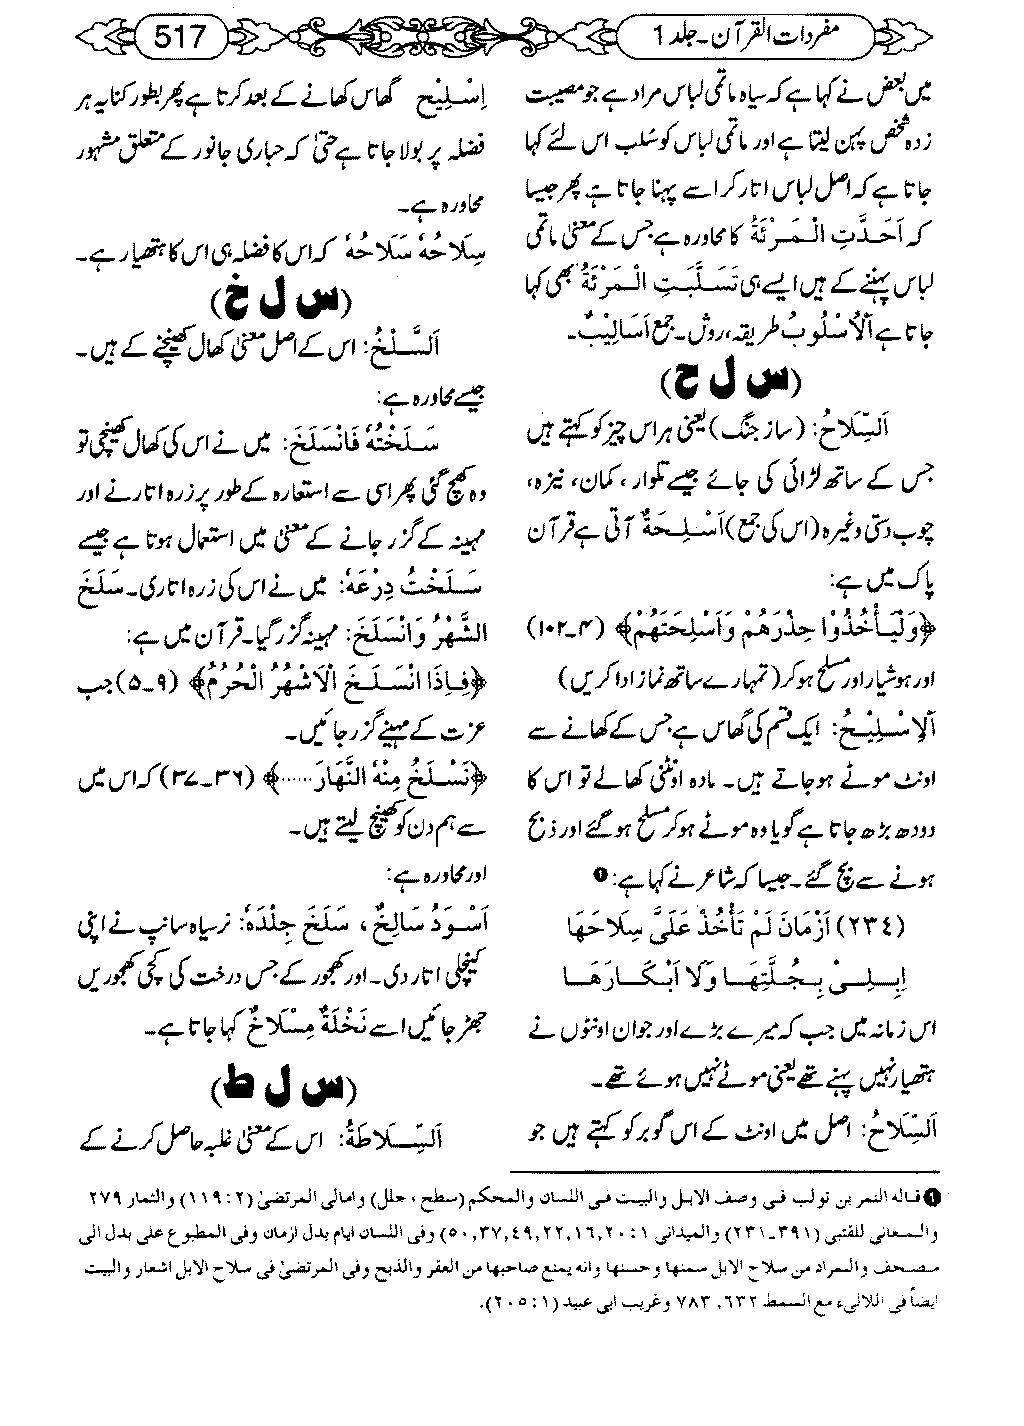 مفردات القرآن ۔ جلد 1
517
میں بعض نے کہا ہے کہ سیاہ ماتمی لباس مراد ہے جو مصیبت
زدہ شخص پہن لیتا ہے اور ماتمی لباس کو سُلب اس لئے کہا
جاتا ہے کہ اصل لباس اتار کر اسے پہنا جاتا ہے پھر جیسا
کہ اَحَدَّتِ الْمَرْئَۃُ کا محاورہ ہے جس کے معنیٰ ماتمی
لباس پہننے کے ہیں ایسے ہی تَسَلَّبَتِ الْمَرْئَۃُ بھی کہا
جاتا ہے اَلْاُسْلُوبُ طریقہ، روش۔ جمع اَسَالِیْبُ۔
(س ل ح)
اَلسِّلَاحُ: (ساز جنگ) یعنی ہر اس چیز کو کہتے ہیں
جس کے ساتھ لڑائی کی جائے جیسے تلوار، کمان، نیزہ،
چوب دستی وغیرہ (اس کی جمع) اَسْلِحَۃٌ آتی ہے قرآن
پاک میں ہے:
﴿وَلْیَأْخُذُوْا حِذْرَهُمْ وَاَسْلِحَتَهُمْ﴾ (۴۔۱۰۲)
اور ہوشیار اور مسلح ہو کر (تمہارے ساتھ نماز ادا کریں)
اَلْاِسْلِیْحُ: ایک قسم کی گھاس ہے جس کے کھانے سے
اونٹ موٹے ہو جاتے ہیں۔ مادہ اونٹنی کھا لے تو اس کا
دودھ بڑھ جاتا ہے گویا وہ موٹے ہو کر مسلح ہو گئے اور ذبح
ہونے سے بچ گئے۔ جیسا کہ شاعر نے کہا ہے: ❶
(٢٣٤) اَزْمَانَ لَمْ تَأْخُذْ عَلَیَّ سِلَاحَهَا
اِبِلِیْ بِجُلَّتِهَا وَلَا اَبْكَارَهَا
اس زمانہ میں جب کہ میرے بڑے اور جوان اونٹوں نے
ہتھیار نہیں پہنے تھے یعنی موٹے نہیں ہوئے تھے۔
اَلسِّلَاحُ: اصل میں اونٹ کے اس گوبر کو کہتے ہیں جو
اِسْلِیْح گھاس کھانے کے بعد کرتا ہے پھر بطور کنایہ ہر
فضلہ پر بولا جاتا ہے حتیٰ کہ حباری جانور کے متعلق مشہور
محاورہ ہے۔
سِلَاحُهٗ سَلَاحُهٗ کہ اس کا فضلہ ہی اس کا ہتھیار ہے۔
(س ل خ)
اَلسَّلْخُ: اس کے اصل معنیٰ کھال کھینچنے کے ہیں۔
جیسے محاورہ ہے:
سَلَخْتُهٗ فَانْسَلَخَ: میں نے اس کی کھال کھینچی تو
وہ کھچ گئی پھر اسی سے استعارہ کے طور پر زرہ اتارنے اور
مہینہ کے گزر جانے کے معنیٰ میں استعمال ہوتا ہے جیسے
سَلَخْتُ دِرْعَهٗ: میں نے اس کی زرہ اتاری۔ سَلَخَ
الشَّهْرُ وَانْسَلَخَ: مہینہ گزر گیا۔ قرآن میں ہے:
﴿فَاِذَا انْسَلَخَ الْاَشْهُرُ الْحُرُمُ﴾ (۹۔۵) جب
عزت کے مہینے گزر جائیں۔
﴿نَسْلَخُ مِنْهُ النَّهَارَ......﴾ (۳۶۔۳۷) کہ اس میں
سے ہم دن کو کھینچ لیتے ہیں۔
اور محاورہ ہے:
اَسْوَدُ سَالِخٌ، سَلَخَ جِلْدَهٗ: نر سیاہ سانپ نے اپنی
کینچلی اتار دی۔ اور کھجور کے جس درخت کی کچی کھجوریں
جھڑ جائیں اسے نَخْلَۃٌ مِسْلَاخٌ کہا جاتا ہے۔
(س ل ط)
اَلسِّلَاطَۃُ: اس کے معنیٰ غلبہ حاصل کرنے کے
❶ قاله النمر بن تولب فی وصف الابل والبیت فی اللسان والمحکم (سطح، حلل) وامالی المرتضیٰ (۲: ۱۱۹) والثمار ۲۷۹
والمعانی للقتبی (۳۹۱۔۲۳۱) والمیدانی ۱: ۲۰، ۱۶، ۲۲، ۴۹، ۳۷، ۵۰) وفی اللسان ایام بدل ازمان وفی المطبوع علی بدل الی
مصحف والمراد من سلاح الابل سمنها وحسنها وانه یمنع صاحبها من العقر والذبح وفی المرتضیٰ فی سلاح الابل اشعار والبیت
ایضاً فی اللالیء مع السمط ۶۳۲، ۷۸۳ وغریب ابی عبید (۱: ۲۰۵).